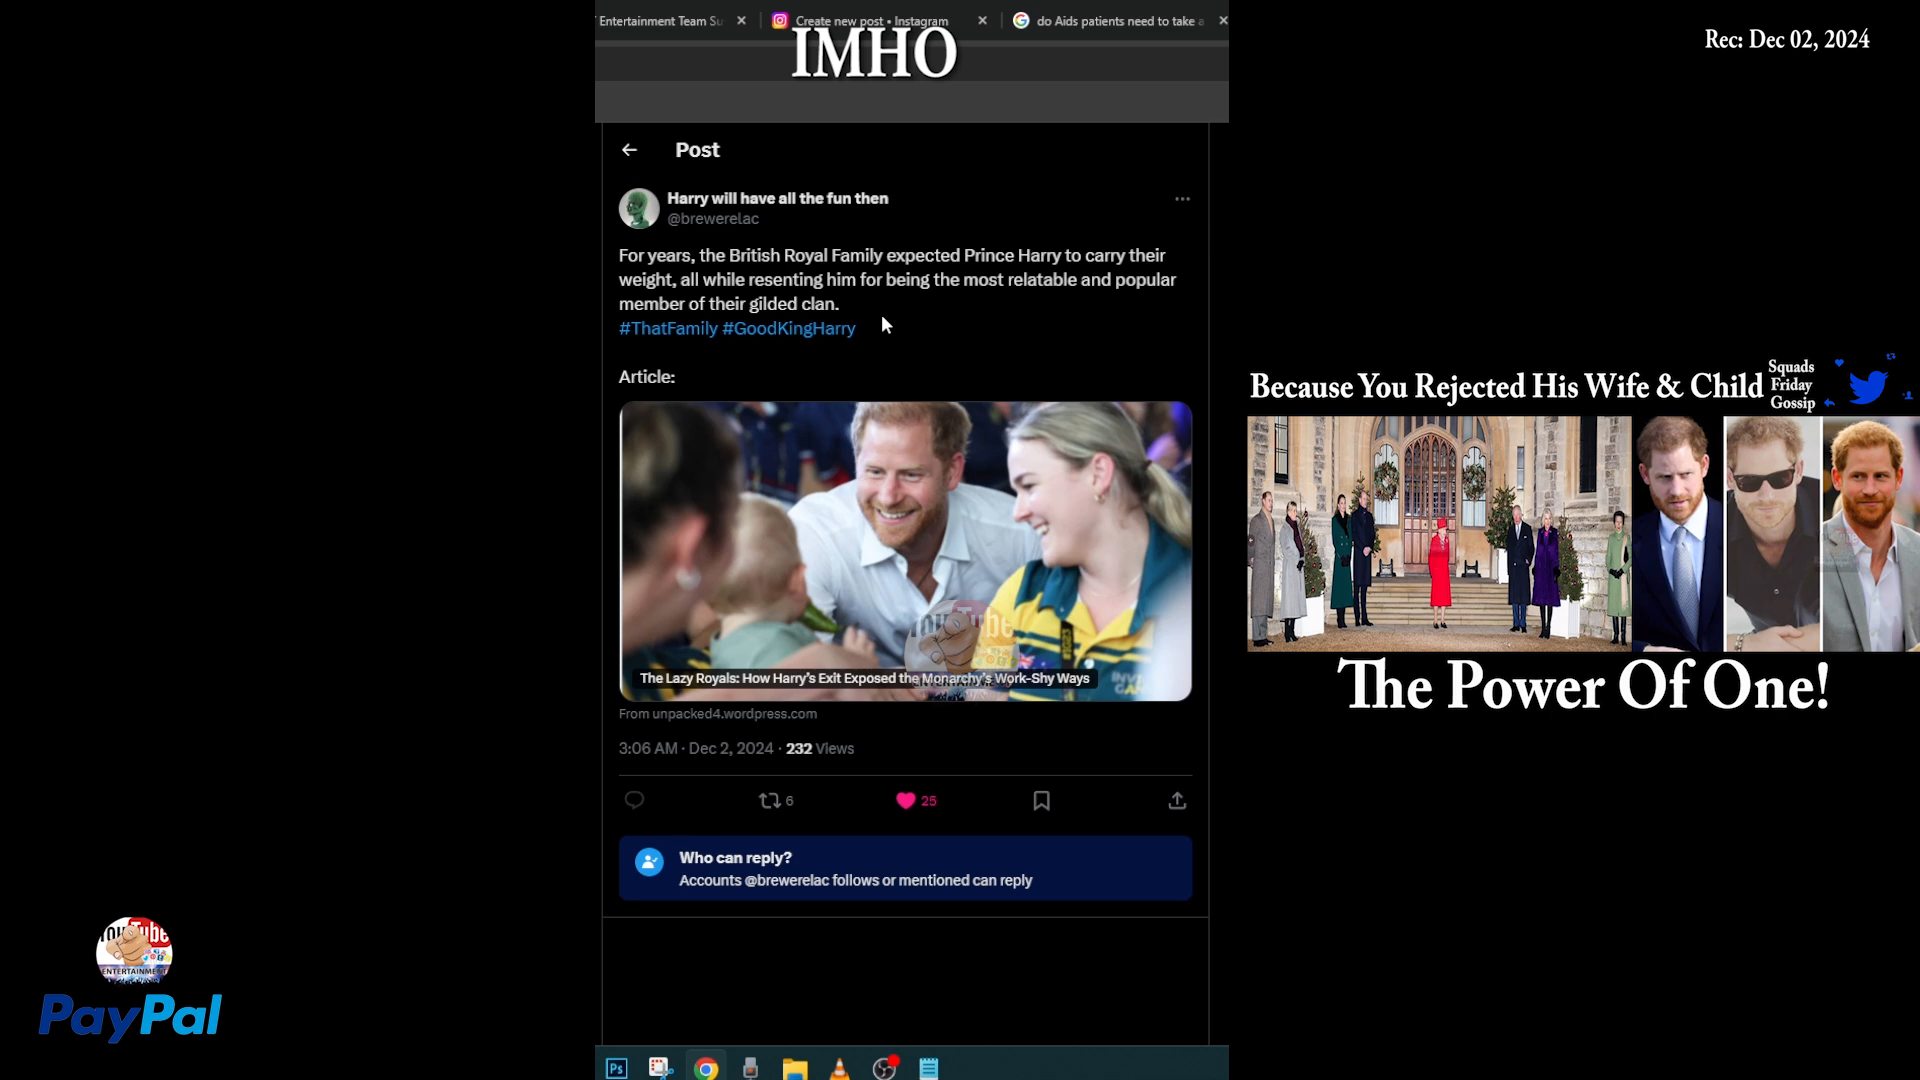 Entertainment Team Su
Create new post • Instagram
do Aids patients need to take a
IMHO
Rec: Dec 02, 2024
Post
Harry will have all the fun then
@brewerelac
For years, the British Royal Family expected Prince Harry to carry their
weight, all while resenting him for being the most relatable and popular
member of their gilded clan.
#ThatFamily #GoodKingHarry
Article:
The Lazy Royals: How Harry's Exit Exposed the Monarchy's Work-Shy Ways
From unpacked4.wordpress.com
3:06 AM · Dec 2, 2024 · 232 Views
6
25
Who can reply?
Accounts @brewerelac follows or mentioned can reply
Because You Rejected His Wife & Child
Squads
Friday
Gossip
The Power Of One!
YouTube
ENTERTAINMENT
PayPal
Ps